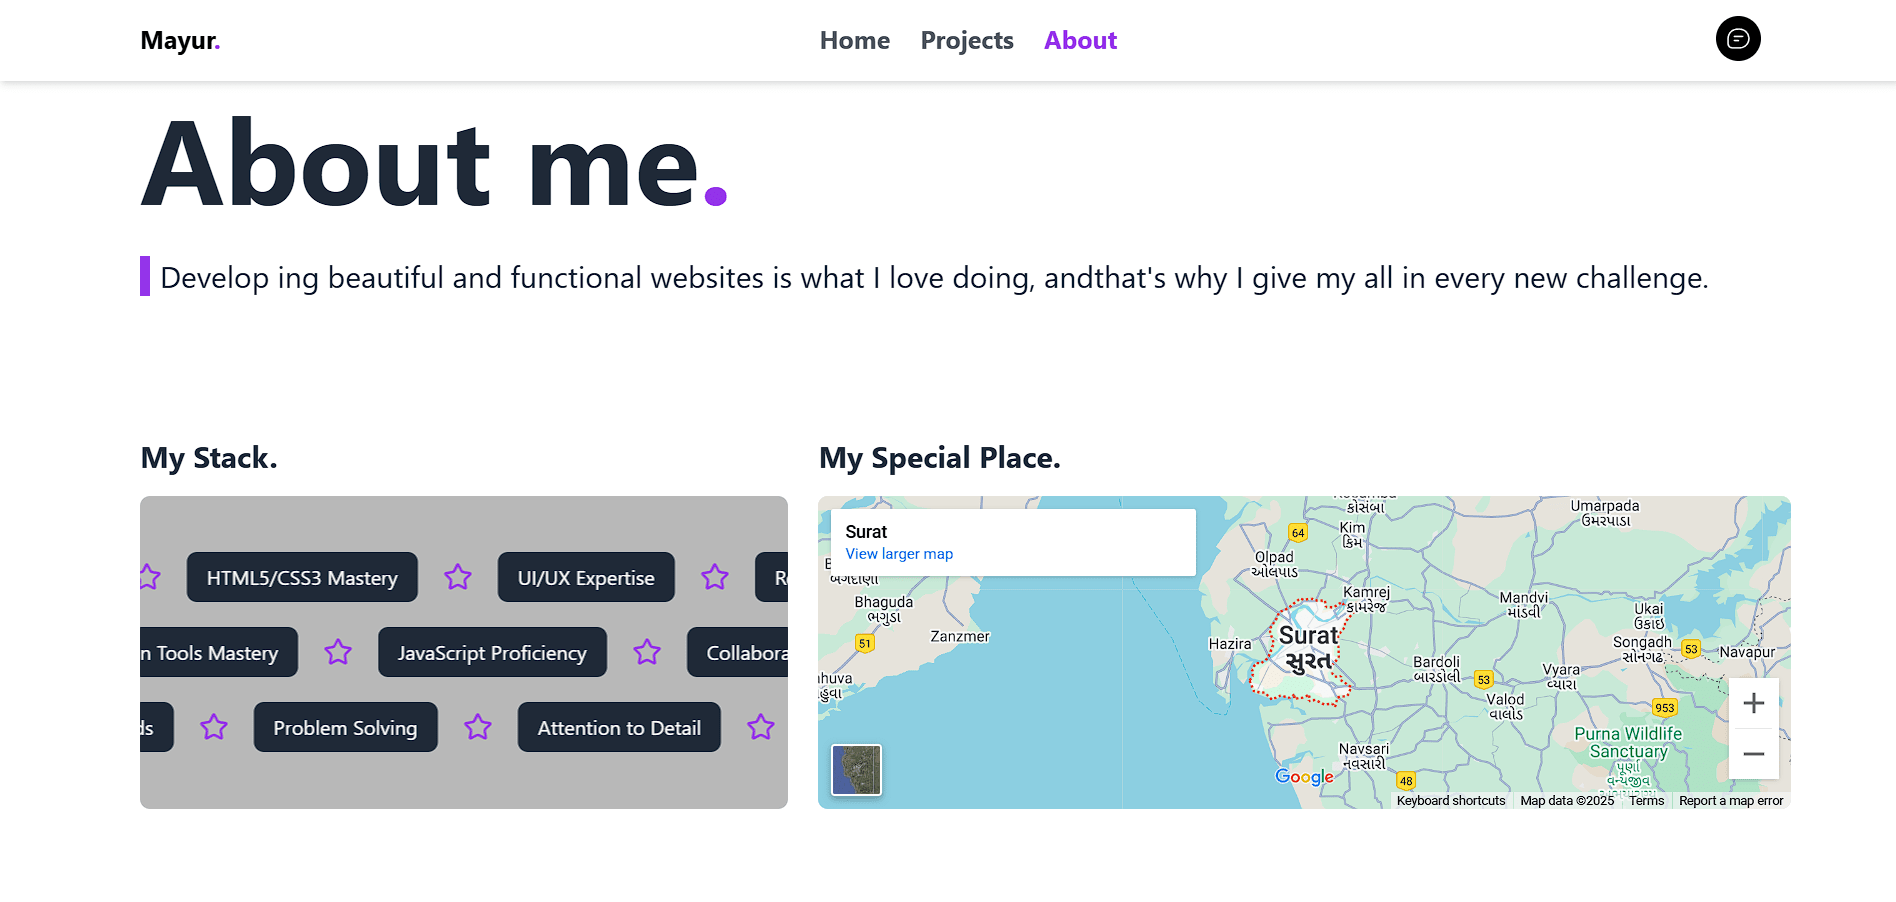 Mayur.
Home
Projects
About
About me.
Develop ing beautiful and functional websites is what I love doing, andthat's why I give my all in every new challenge.
My Stack.
My Special Place.
HTML5/CSS3 Mastery
UI/UX Expertise
n Tools Mastery
JavaScript Proficiency
Collabora
ds
Problem Solving
Attention to Detail
Surat
View larger map
કોસંબા
Umarpada
ઉમરપાડા
64
Kim
કિમ
Olpad
ઓલપાડ
Bhaguda
ભગુડા
Kamrej
કામરેજ
Mandvi
માંડવી
Ukai
ઉકાઇ
51
Zanzmer
Hazira
Surat
સુરત
Songadh
સોનગઢ
53
Navapur
Bardoli
બારડોલી
53
Vyara
વ્યારા
Valod
વાલોડ
953
Purna Wildlife
Sanctuary
પૂર્ણા
વન્યજીવ
Navsari
નવસારી
48
Google
Keyboard shortcuts
Map data ©2025
Terms
Report a map error